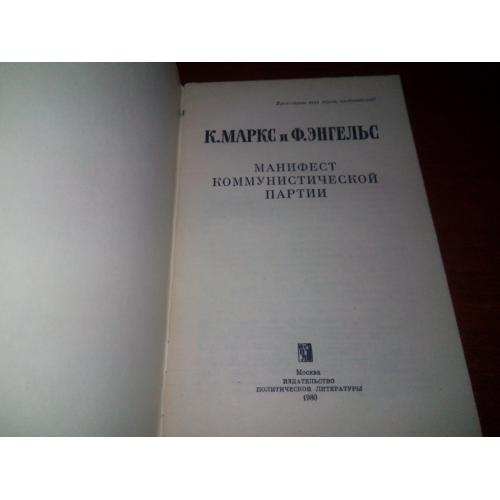 Пролетарии всех стран, соединяйтесь!
К. МАРКС и Ф. ЭНГЕЛЬС
МАНИФЕСТ
КОММУНИСТИЧЕСКОЙ
ПАРТИИ
Москва
ИЗДАТЕЛЬСТВО
ПОЛИТИЧЕСКОЙ ЛИТЕРАТУРЫ
1980